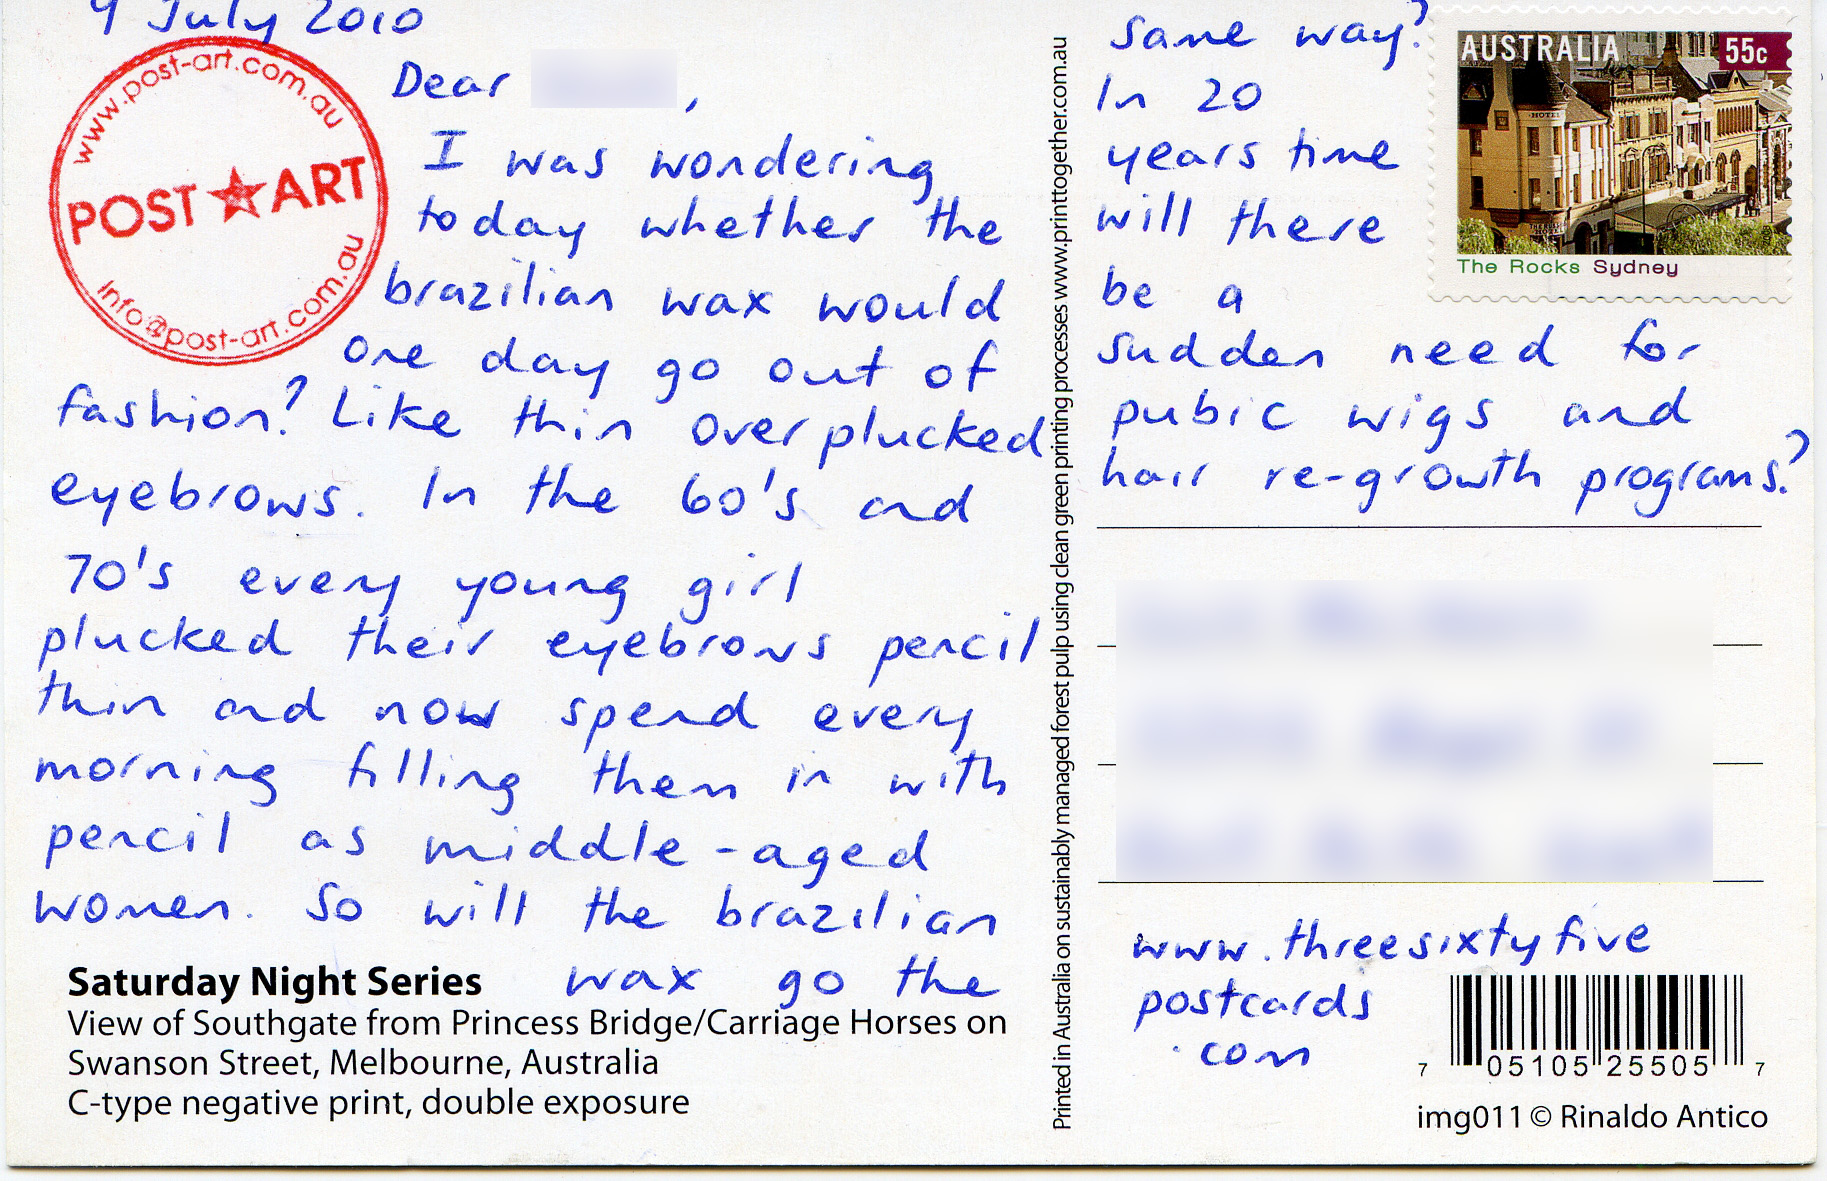 9 July 2010
Dear ,
I was wondering
today whether the
brazilian wax would
one day go out of
fashion? Like thin over plucked
eyebrows. In the 60's and
70's every young girl
plucked their eyebrows pencil
thin and now spend every
morning filling them in with
pencil as middle-aged
women. So will the brazilian
wax go the
same way?
In 20
years time
will there
be a
sudden need for
pubic wigs and
hair re-growth programs?
www.threesixtyfive
postcards
.com
www.post-art.com.au
POST ART
info@post-art.com.au
AUSTRALIA
55c
HOTEL
The Rocks Sydney
Saturday Night Series
View of Southgate from Princess Bridge/Carriage Horses on
Swanson Street, Melbourne, Australia
C-type negative print, double exposure
Printed in Australia on sustainably managed forest pulp using clean green printing processes www.printtogether.com.au
7 05105 25505 7
img011 © Rinaldo Antico